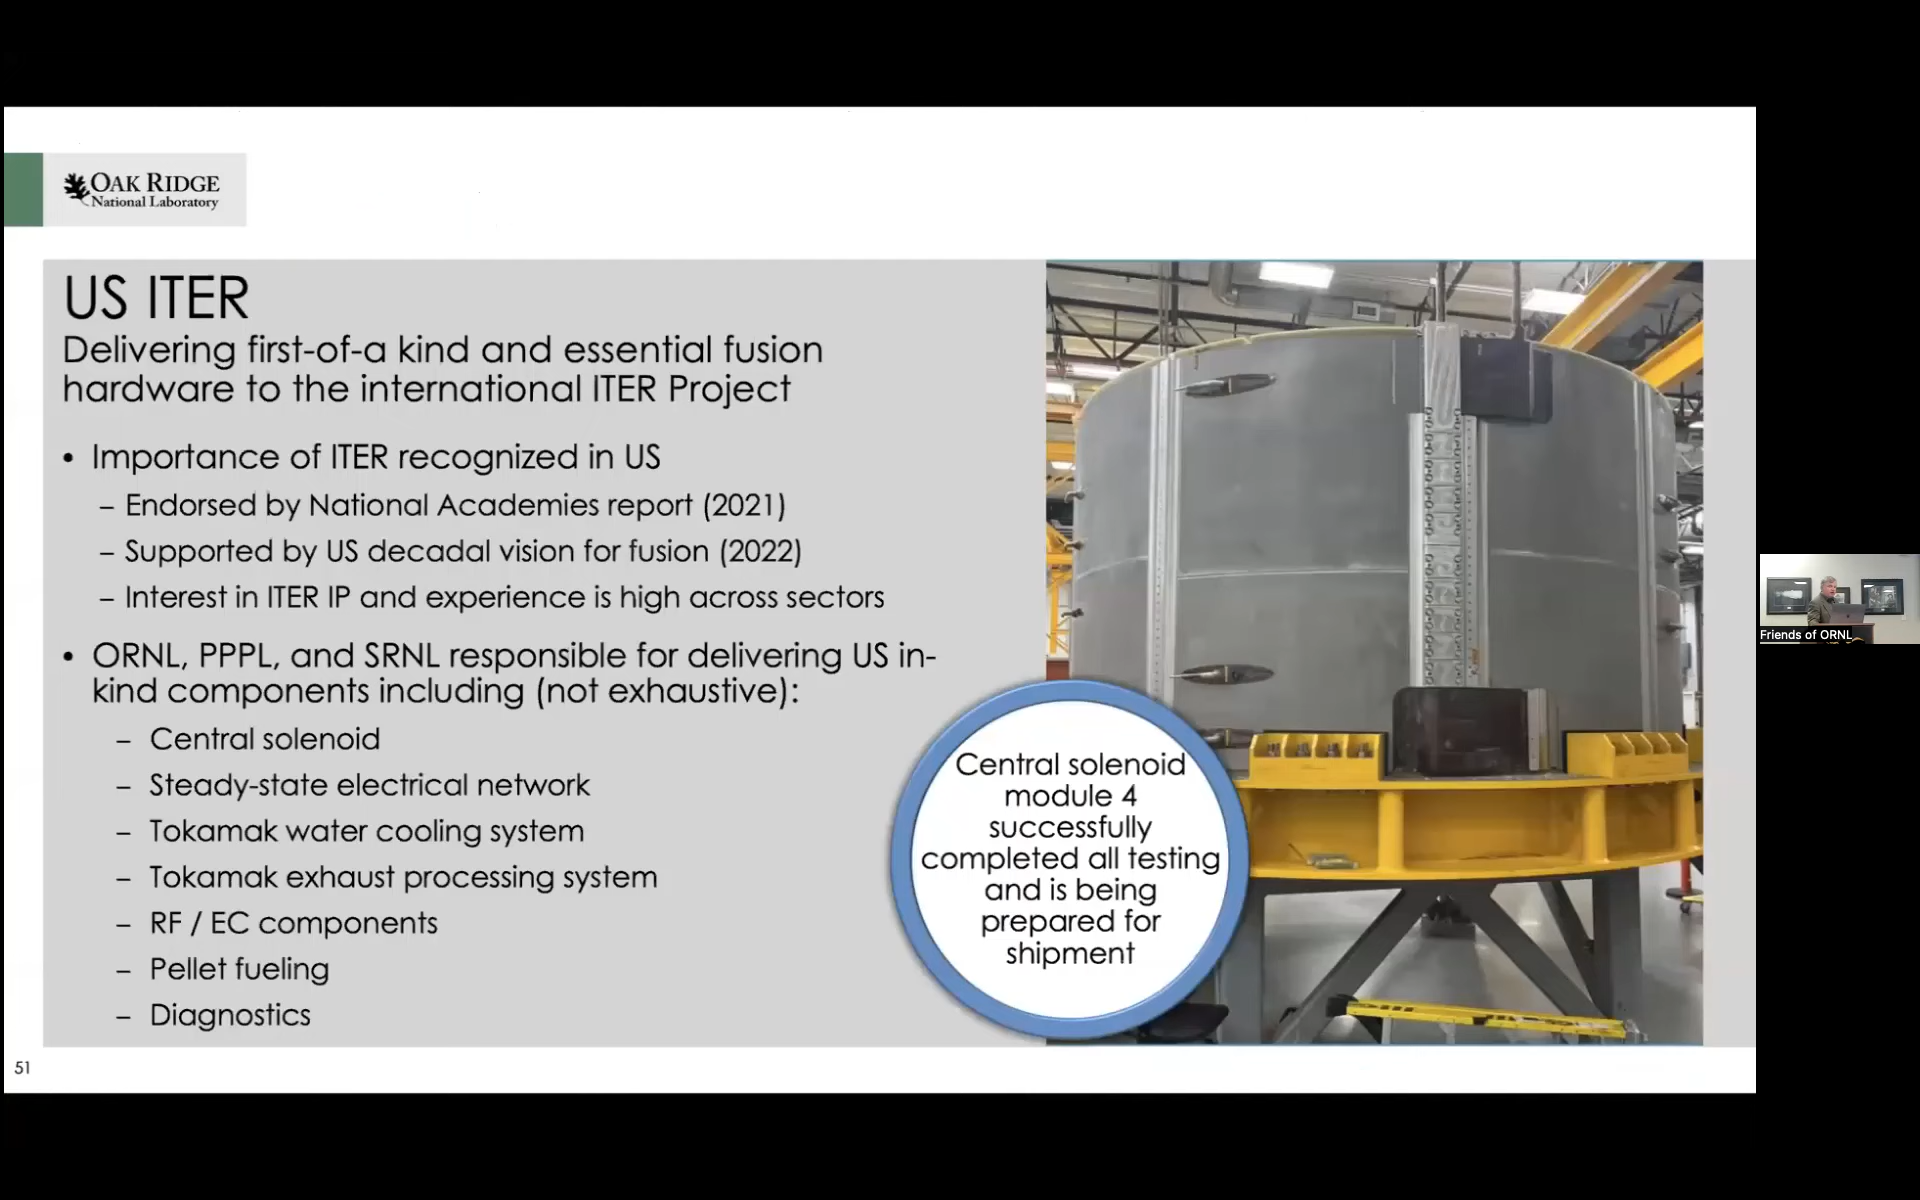 OAK RIDGE
National Laboratory
US ITER
Delivering first-of-a kind and essential fusion
hardware to the international ITER Project
• Importance of ITER recognized in US
– Endorsed by National Academies report (2021)
– Supported by US decadal vision for fusion (2022)
– Interest in ITER IP and experience is high across sectors
• ORNL, PPPL, and SRNL responsible for delivering US in-
kind components including (not exhaustive):
– Central solenoid
– Steady-state electrical network
– Tokamak water cooling system
– Tokamak exhaust processing system
– RF / EC components
– Pellet fueling
– Diagnostics
Central solenoid
module 4
successfully
completed all testing
and is being
prepared for
shipment
51
Friends of ORNL